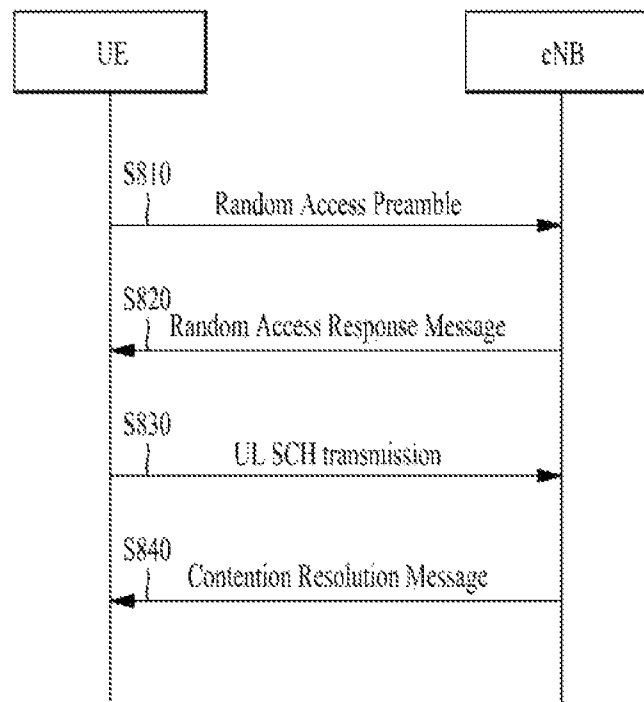 UE
eNB
S810
Random Access Preamble
S820
Random Access Response Message
S830
UL SCH transmission
S840
Contention Resolution Message